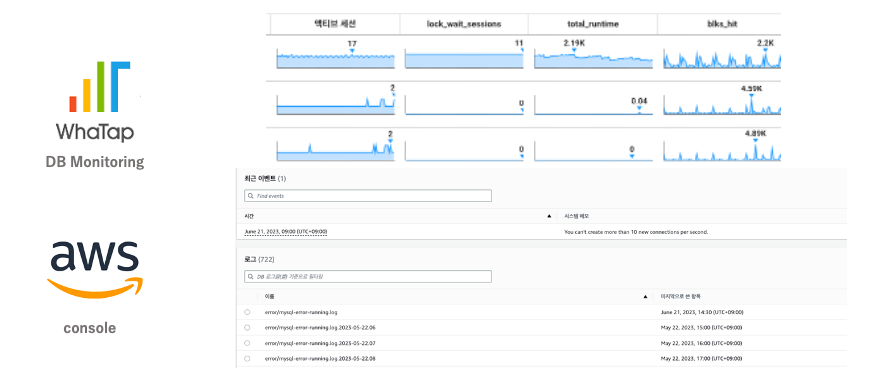 액티브 세션 lock_wait_sessions total_runtime blks_hit
17 11 2.19K 2.2K
2 0 0.04 4.59K
2 0 0 4.89K
WhaTap
DB Monitoring
최근 이벤트 (1)
Find events
시간 시스템 메모
June 21, 2023, 09:00 (UTC+09:00) You can't create more than 10 new connections per second.
aws
console
로그 (722)
DB 로그을(를) 기준으로 필터링
이름 마지막으로 쓴 항목
error/mysql-error-running.log June 21, 2023, 14:30 (UTC+09:00)
error/mysql-error-running.log.2023-05-22.06 May 22, 2023, 15:00 (UTC+09:00)
error/mysql-error-running.log.2023-05-22.07 May 22, 2023, 16:00 (UTC+09:00)
error/mysql-error-running.log.2023-05-22.08 May 22, 2023, 17:00 (UTC+09:00)